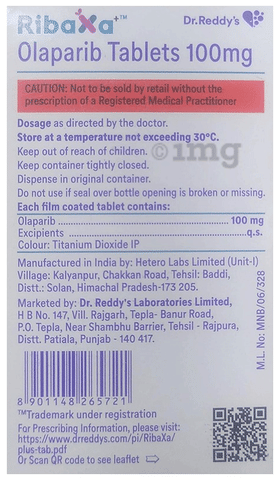 RibaXa+™
Dr.Reddy's
Olaparib Tablets 100mg
CAUTION: Not to be sold by retail without the
prescription of a Registered Medical Practitioner
Dosage as directed by the doctor.
Store at a temperature not exceeding 30°C.
Keep out of reach of children.
Keep container tightly closed.
Dispense in original container.
Do not use if seal over bottle opening is broken or missing.
Each film coated tablet contains:
Olaparib ........................................ 100 mg
Excipients ........................................ q.s.
Colour: Titanium Dioxide IP
Manufactured in India by: Hetero Labs Limited (Unit-I)
Village: Kalyanpur, Chakkan Road, Tehsil: Baddi,
Distt.: Solan, Himachal Pradesh-173 205.
Marketed by: Dr. Reddy's Laboratories Limited,
H B No. 147, Vill. Rajgarh, Tepla- Banur Road,
P.O. Tepla, Near Shambhu Barrier, Tehsil - Rajpura,
Distt. Patiala, Punjab - 140 417.
M.L. No: MNB/06/328
8 901148 265721
™Trademark under registration
For Prescribing Information, please visit:
https://www.drreddys.com/pi/RibaXa/
plus-tab.pdf
Or Scan QR code to see leaflet
© 1mg